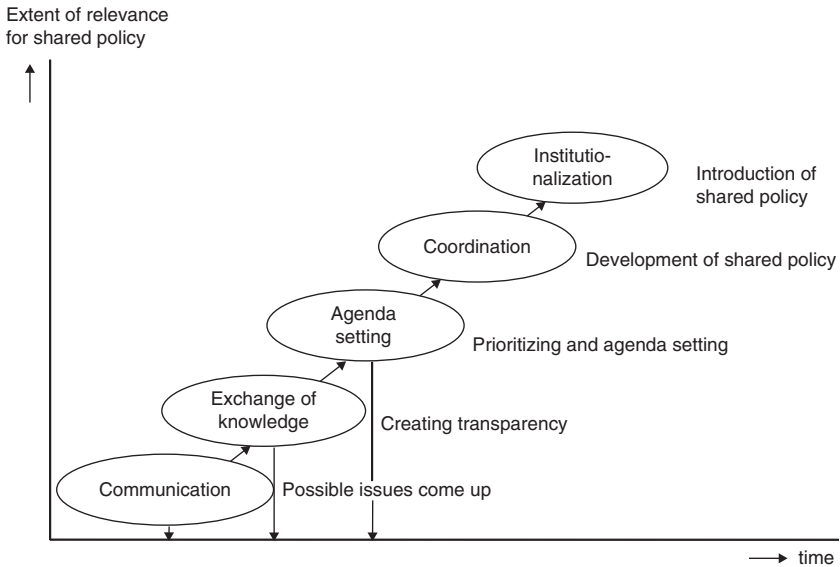 Extent of relevance
for shared policy
Institutio-
nalization
Introduction of
shared policy
Coordination
Development of shared policy
Agenda
setting
Prioritizing and agenda setting
Exchange of
knowledge
Creating transparency
Communication
Possible issues come up
time